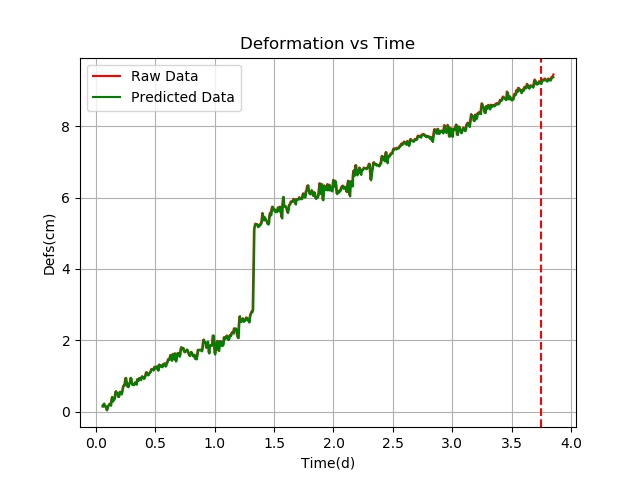 Deformation vs Time
Raw Data
Predicted Data
Defs(cm)
8
6
4
2
0
0.0 0.5 1.0 1.5 2.0 2.5 3.0 3.5 4.0
Time(d)